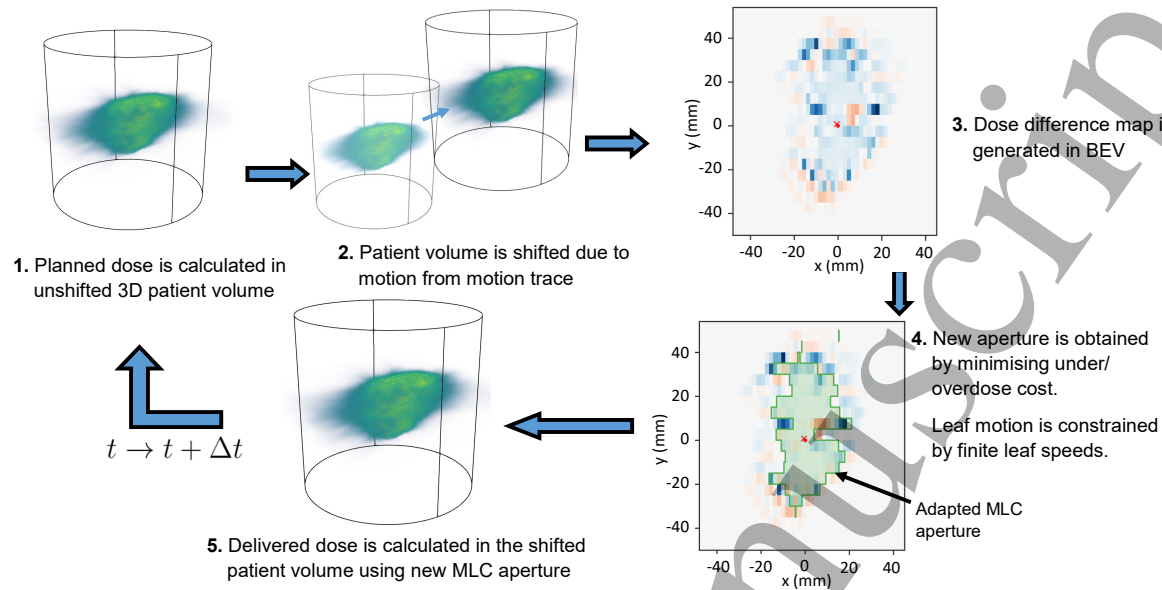 1. Planned dose is calculated in
unshifted 3D patient volume
2. Patient volume is shifted due to
motion from motion trace
40
20
0
-20
-40
y (mm)
-40
-20
0
20
40
x (mm)
3. Dose difference map i
generated in BEV
40
20
0
-20
-40
y (mm)
-40
-20
0
20
40
x (mm)
4. New aperture is obtained
by minimising under/
overdose cost.
Leaf motion is constrained
by finite leaf speeds.
Adapted MLC
aperture
5. Delivered dose is calculated in the shifted
patient volume using new MLC aperture
t → t + Δt